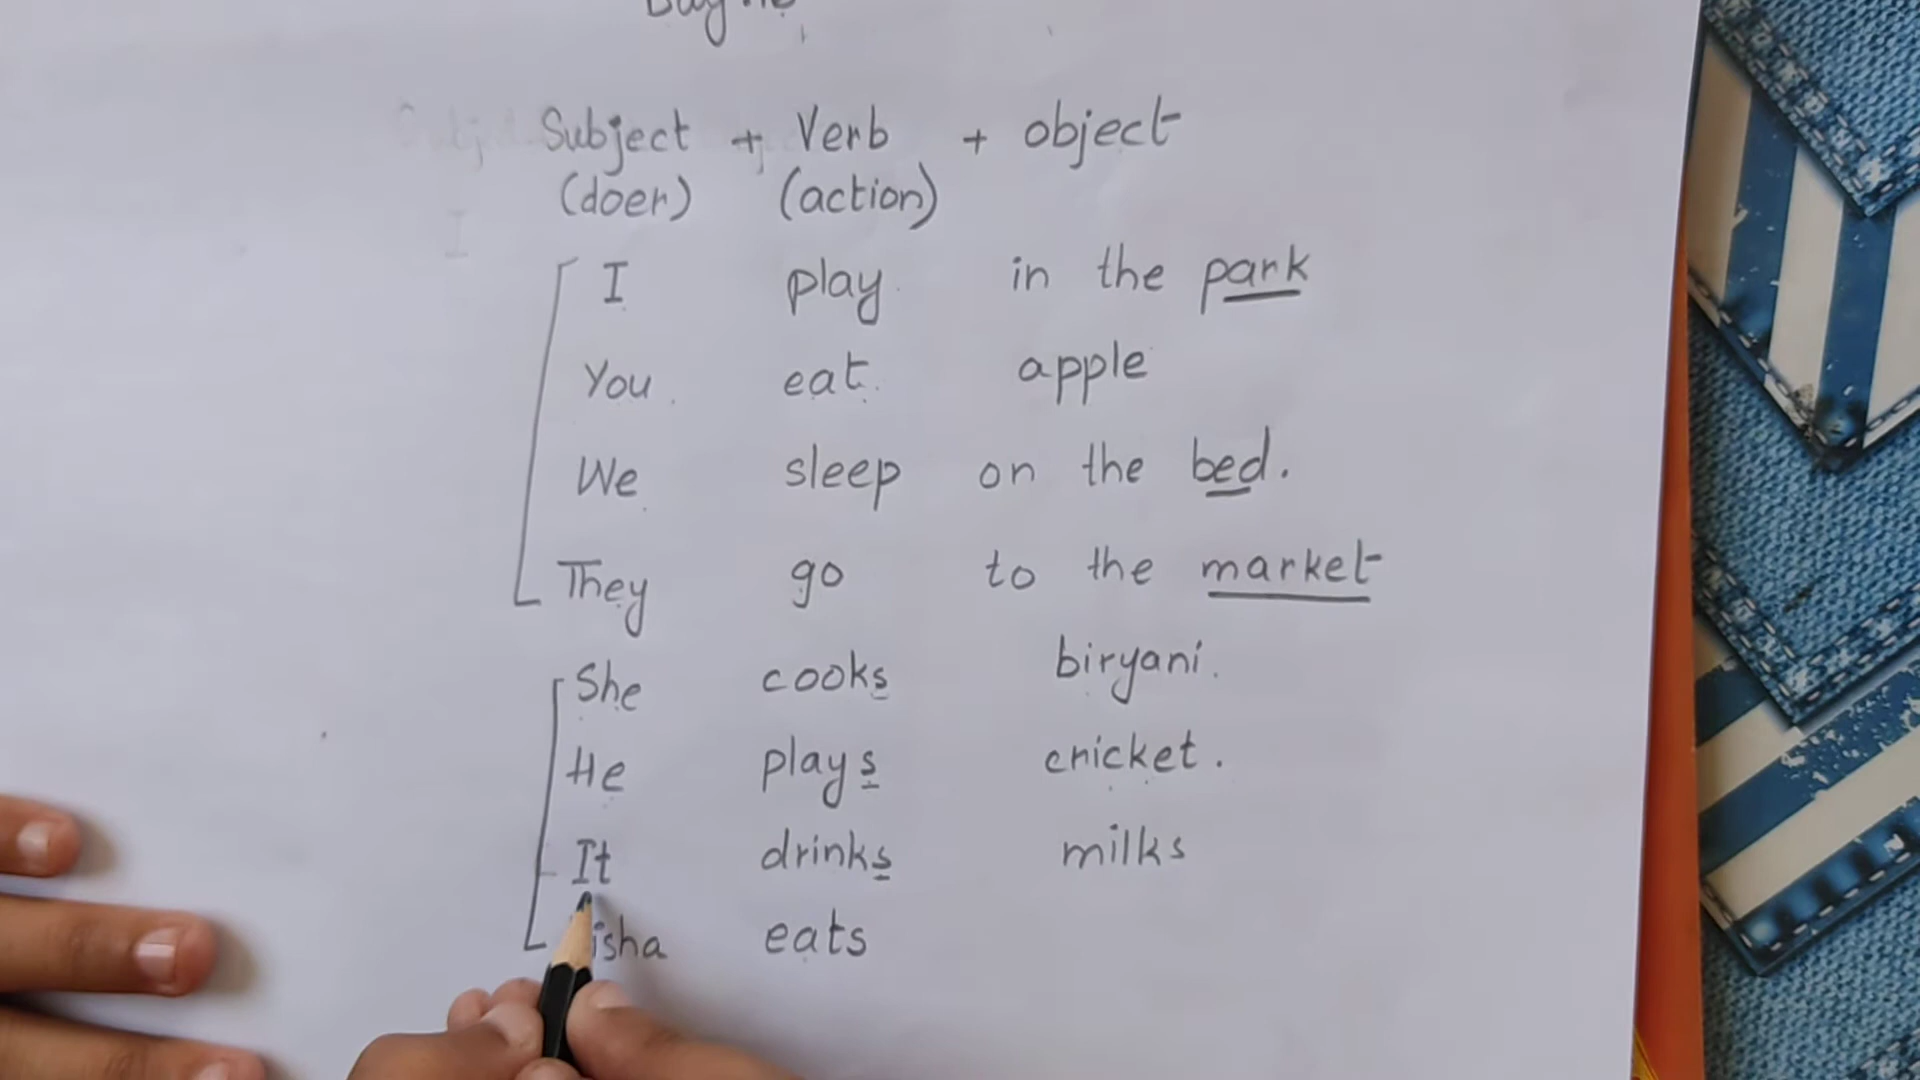 Subject + Verb + object
(doer) (action)
I play in the park
You eat apple
We sleep on the bed.
They go to the market
She cooks biryani.
He plays cricket.
It drinks milks
eats